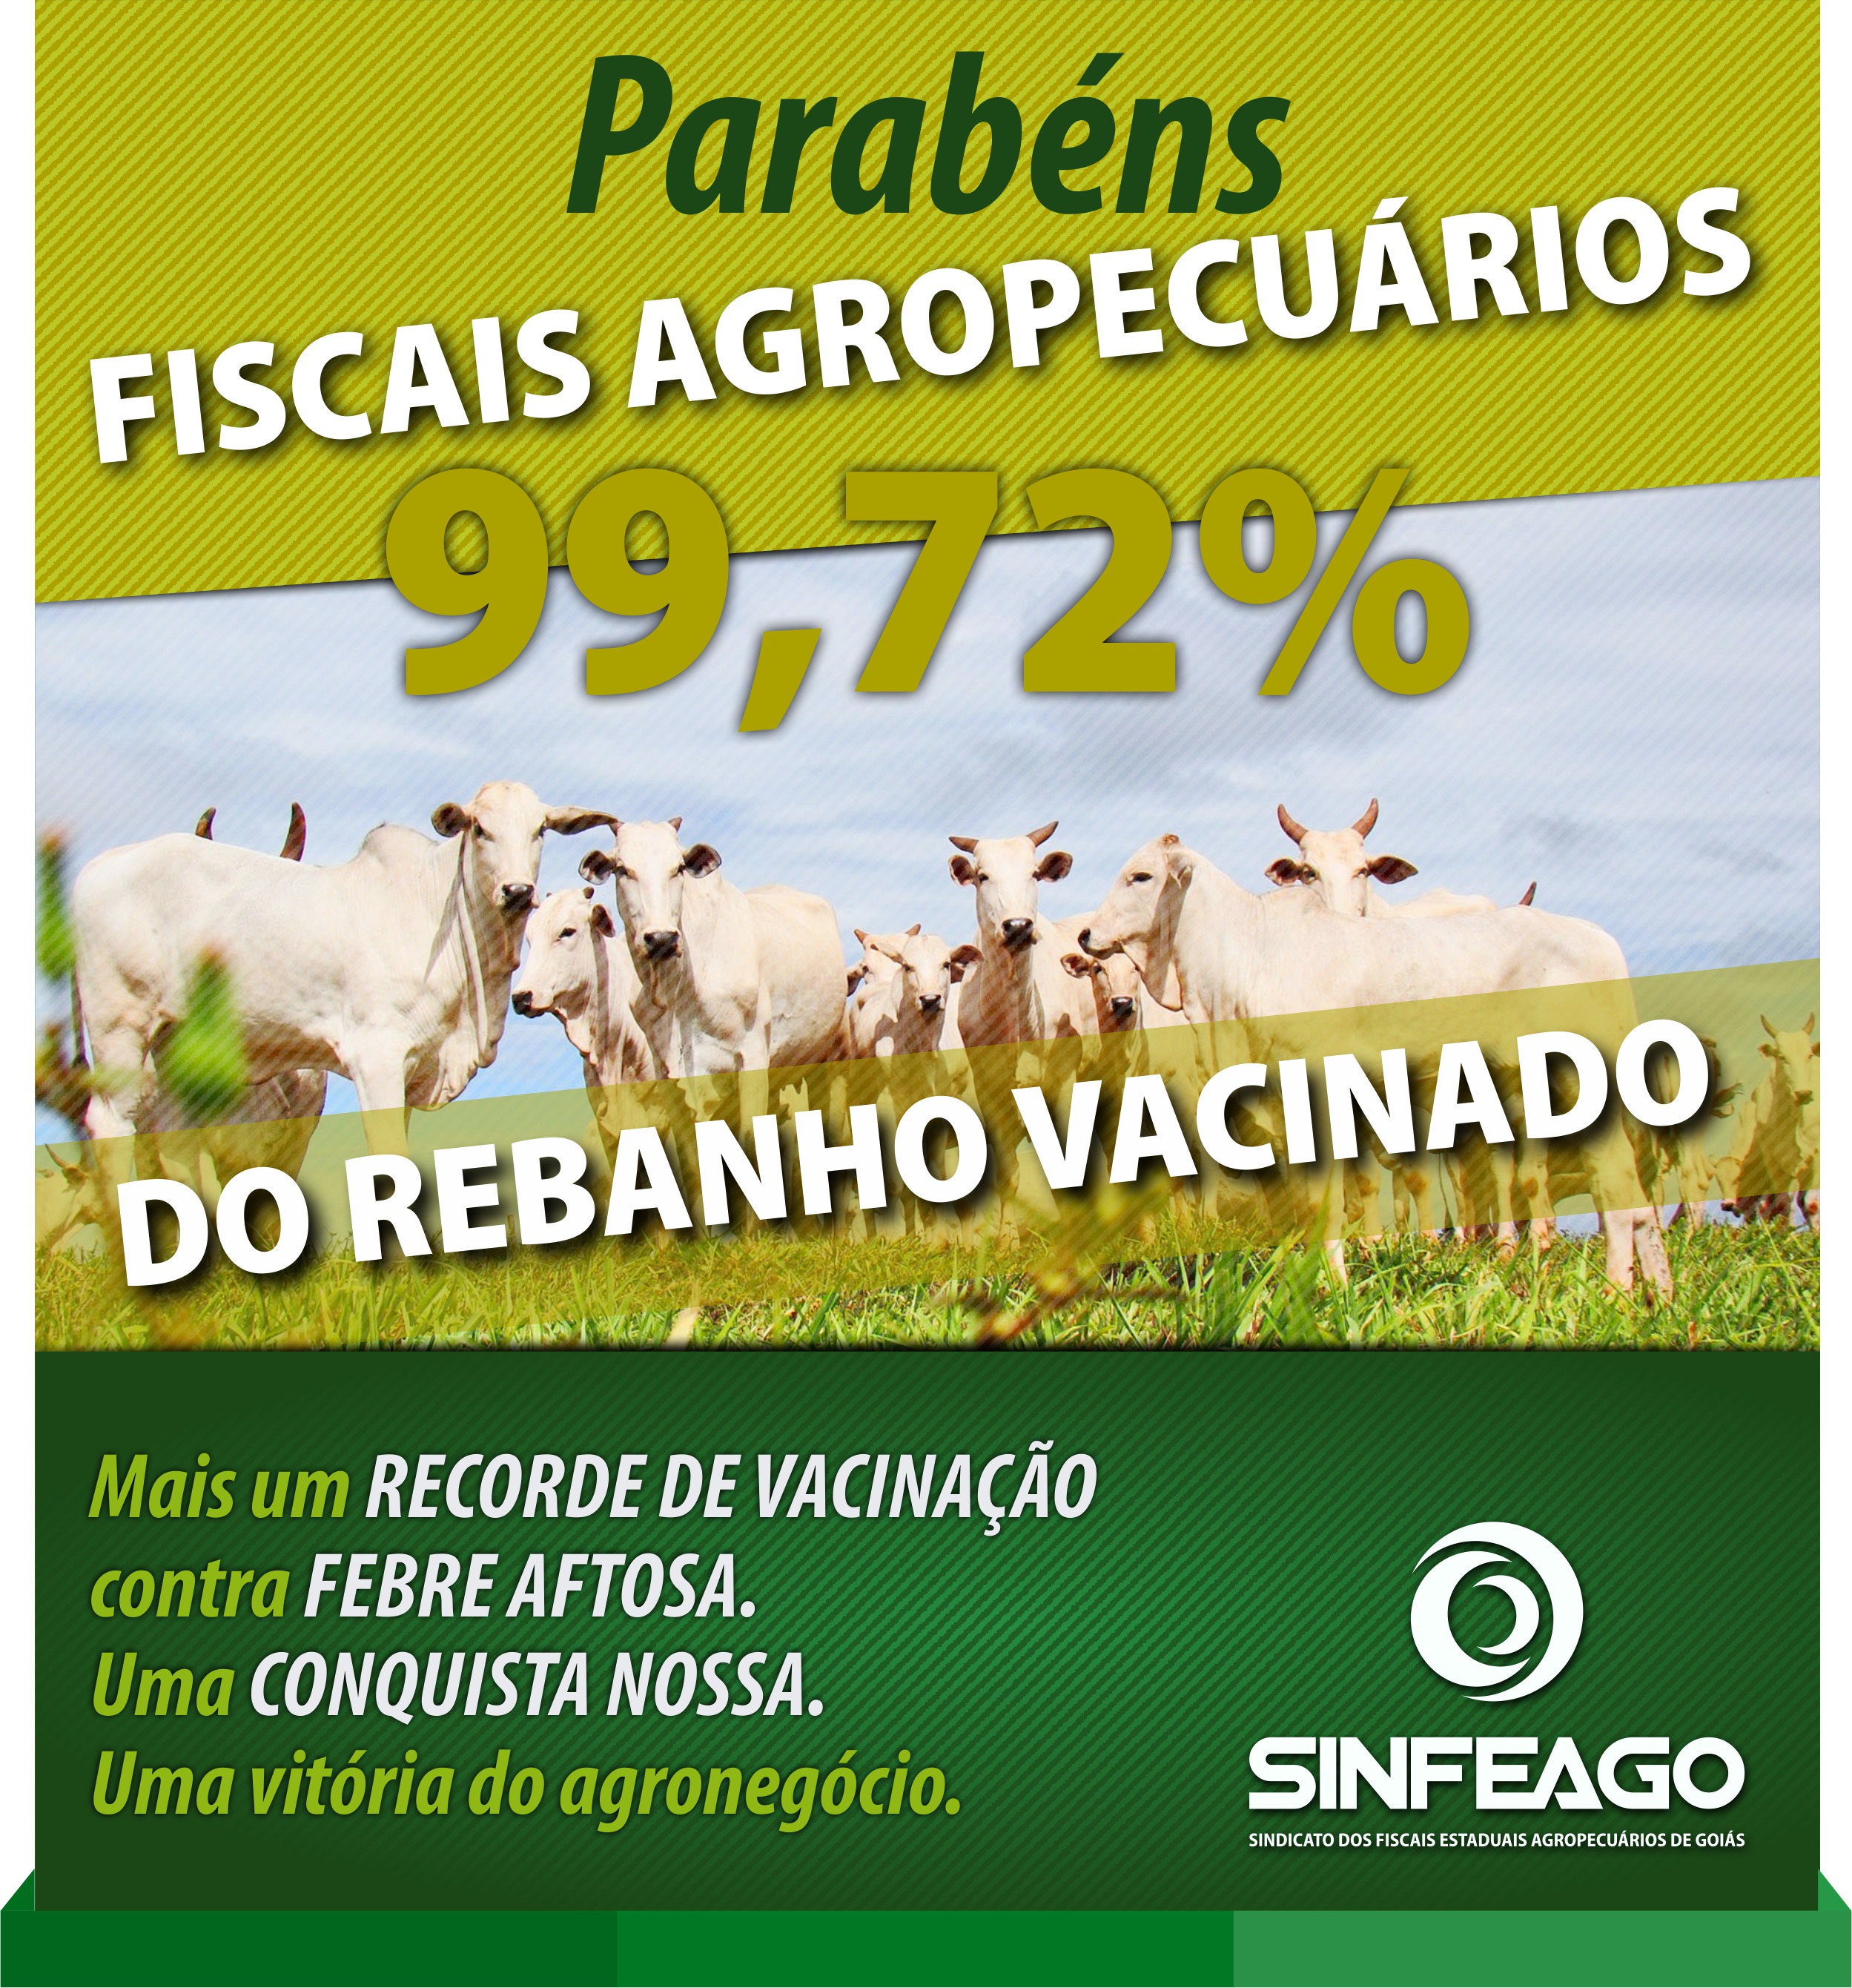 Parabéns
FISCAIS AGROPECUÁRIOS
99,72%
DO REBANHO VACINADO
Mais um RECORDE DE VACINAÇÃO
contra FEBRE AFTOSA.
Uma CONQUISTA NOSSA.
Uma vitória do agronegócio.
SINFEAGO
SINDICATO DOS FISCAIS ESTADUAIS AGROPECUÁRIOS DE GOIÁS